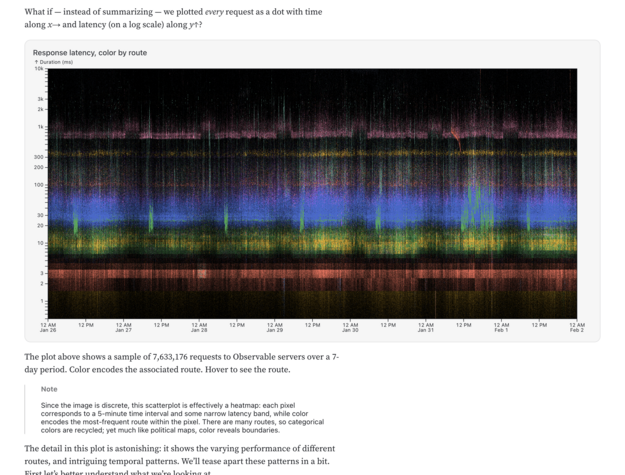 What if — instead of summarizing — we plotted every request as a dot with time
along x→ and latency (on a log scale) along y↑?
Response latency, color by route
↑ Duration (ms)
10k
3k
2k
1k
300
200
100
30
20
10
3
2
1
12 AM 12 PM 12 AM 12 PM 12 AM 12 PM 12 AM 12 PM 12 AM 12 PM 12 AM 12 PM 12 AM 12 PM 12 AM
Jan 26 Jan 27 Jan 28 Jan 29 Jan 30 Jan 31 Feb 1 Feb 2
The plot above shows a sample of 7,633,176 requests to Observable servers over a 7-
day period. Color encodes the associated route. Hover to see the route.
Note
Since the image is discrete, this scatterplot is effectively a heatmap: each pixel
corresponds to a 5-minute time interval and some narrow latency band, while color
encodes the most-frequent route within the pixel. There are many routes, so categorical
colors are recycled; yet much like political maps, color reveals boundaries.
The detail in this plot is astonishing: it shows the varying performance of different
routes, and intriguing temporal patterns. We'll tease apart these patterns in a bit.
First let's better understand what we're looking at.